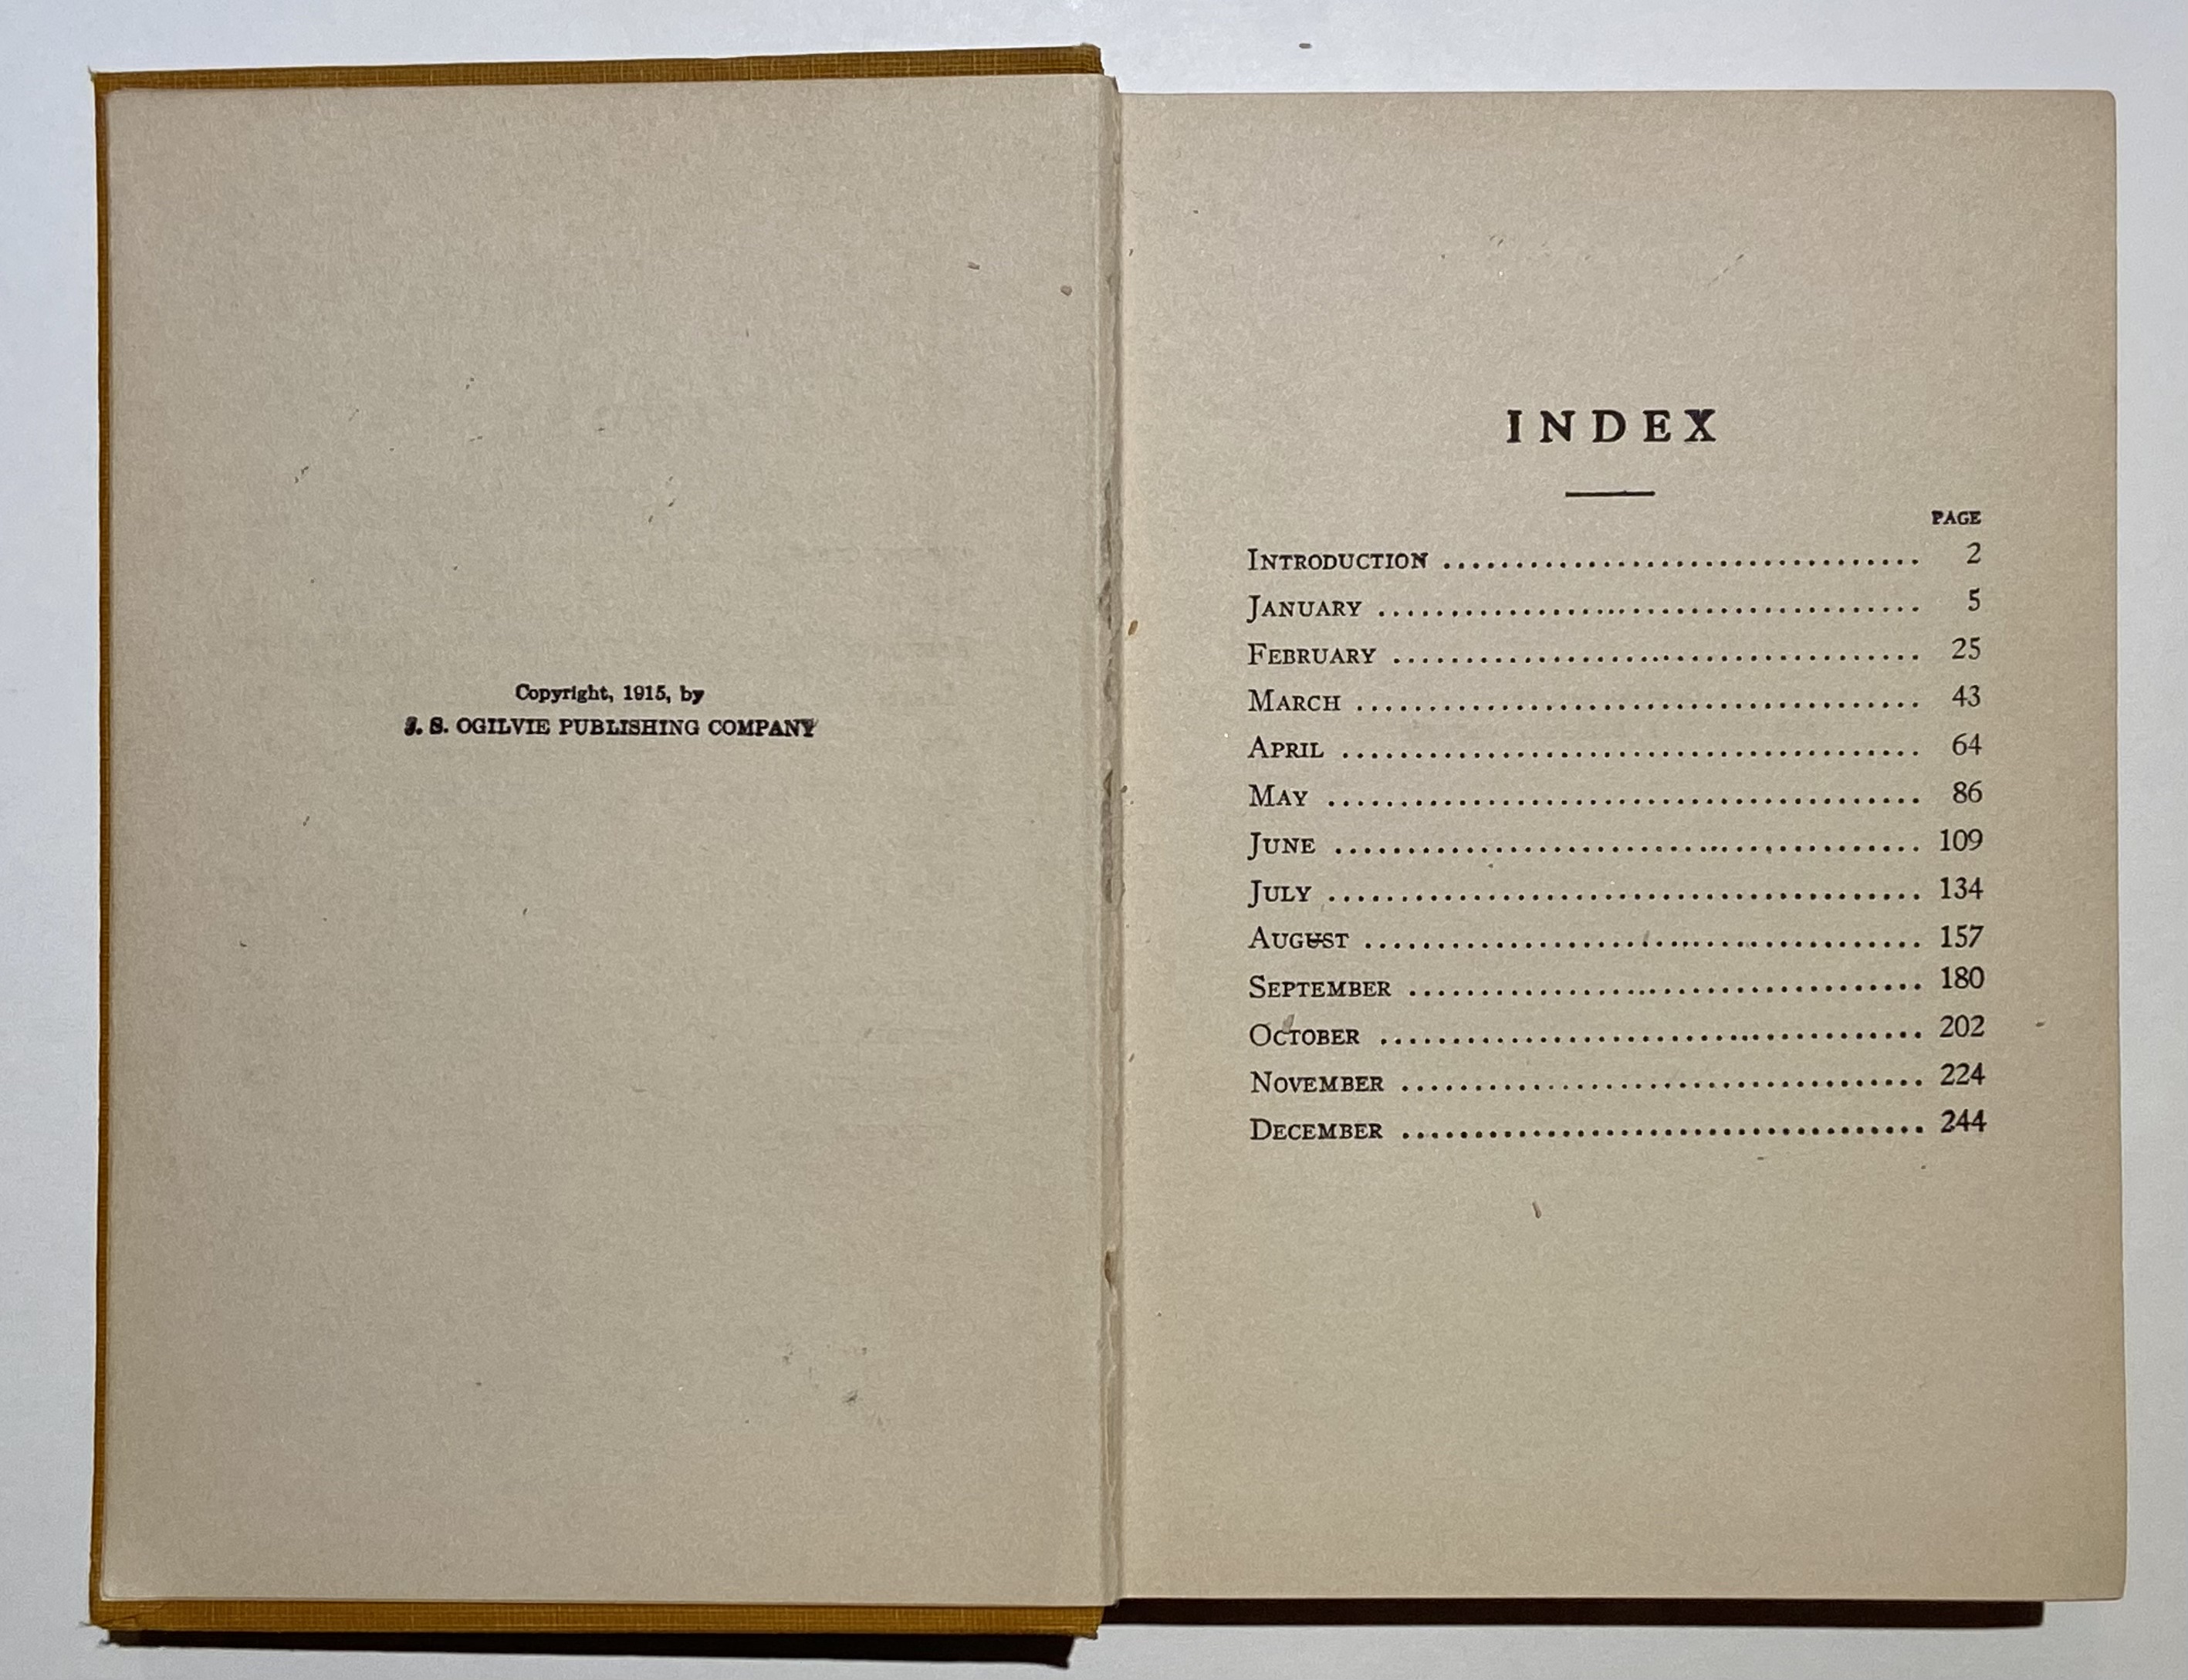 Copyright, 1915, by
J. S. OGILVIE PUBLISHING COMPANY
INDEX
PAGE
INTRODUCTION .................................. 2
JANUARY ...................................... 5
FEBRUARY ..................................... 25
MARCH ........................................ 43
APRIL ........................................ 64
MAY .......................................... 86
JUNE ......................................... 109
JULY ......................................... 134
AUGUST ....................................... 157
SEPTEMBER .................................... 180
OCTOBER ...................................... 202
NOVEMBER ..................................... 224
DECEMBER ..................................... 244